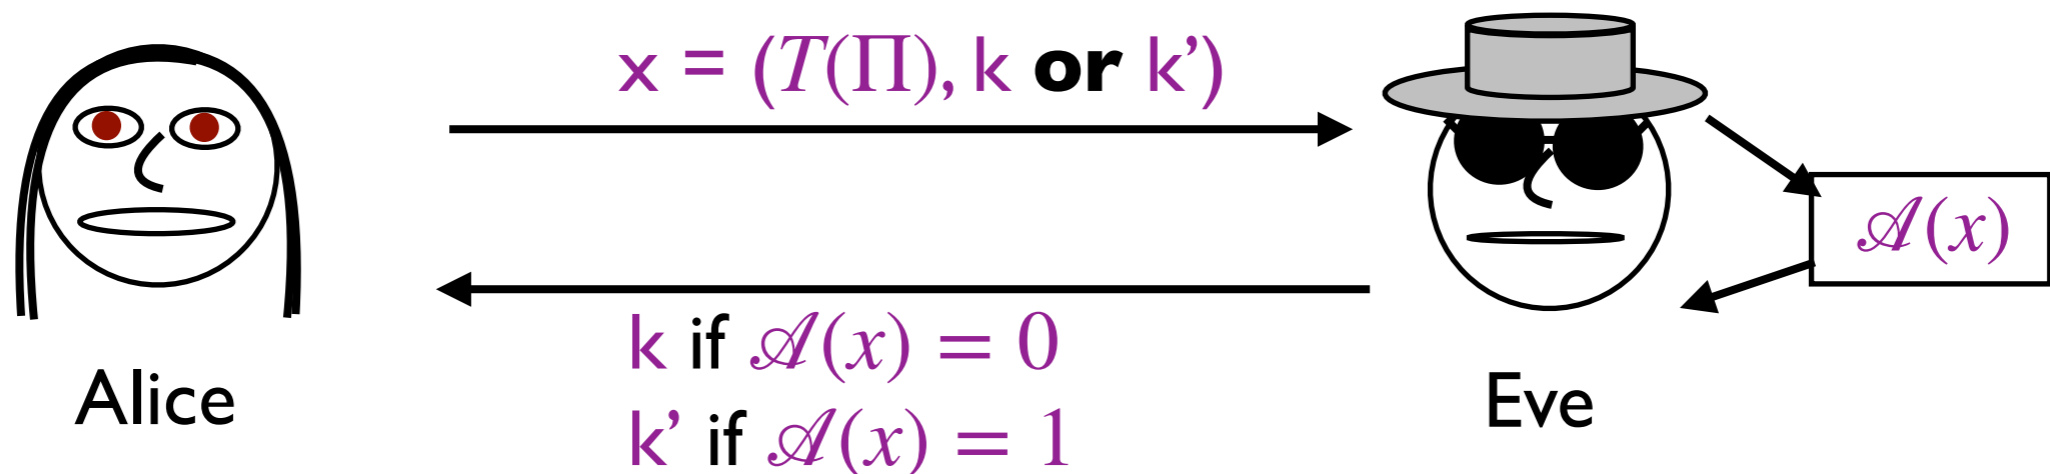 x = (T(Π), k or k’)
𝒜(x)
k if 𝒜(x) = 0
k’ if 𝒜(x) = 1
Alice
Eve